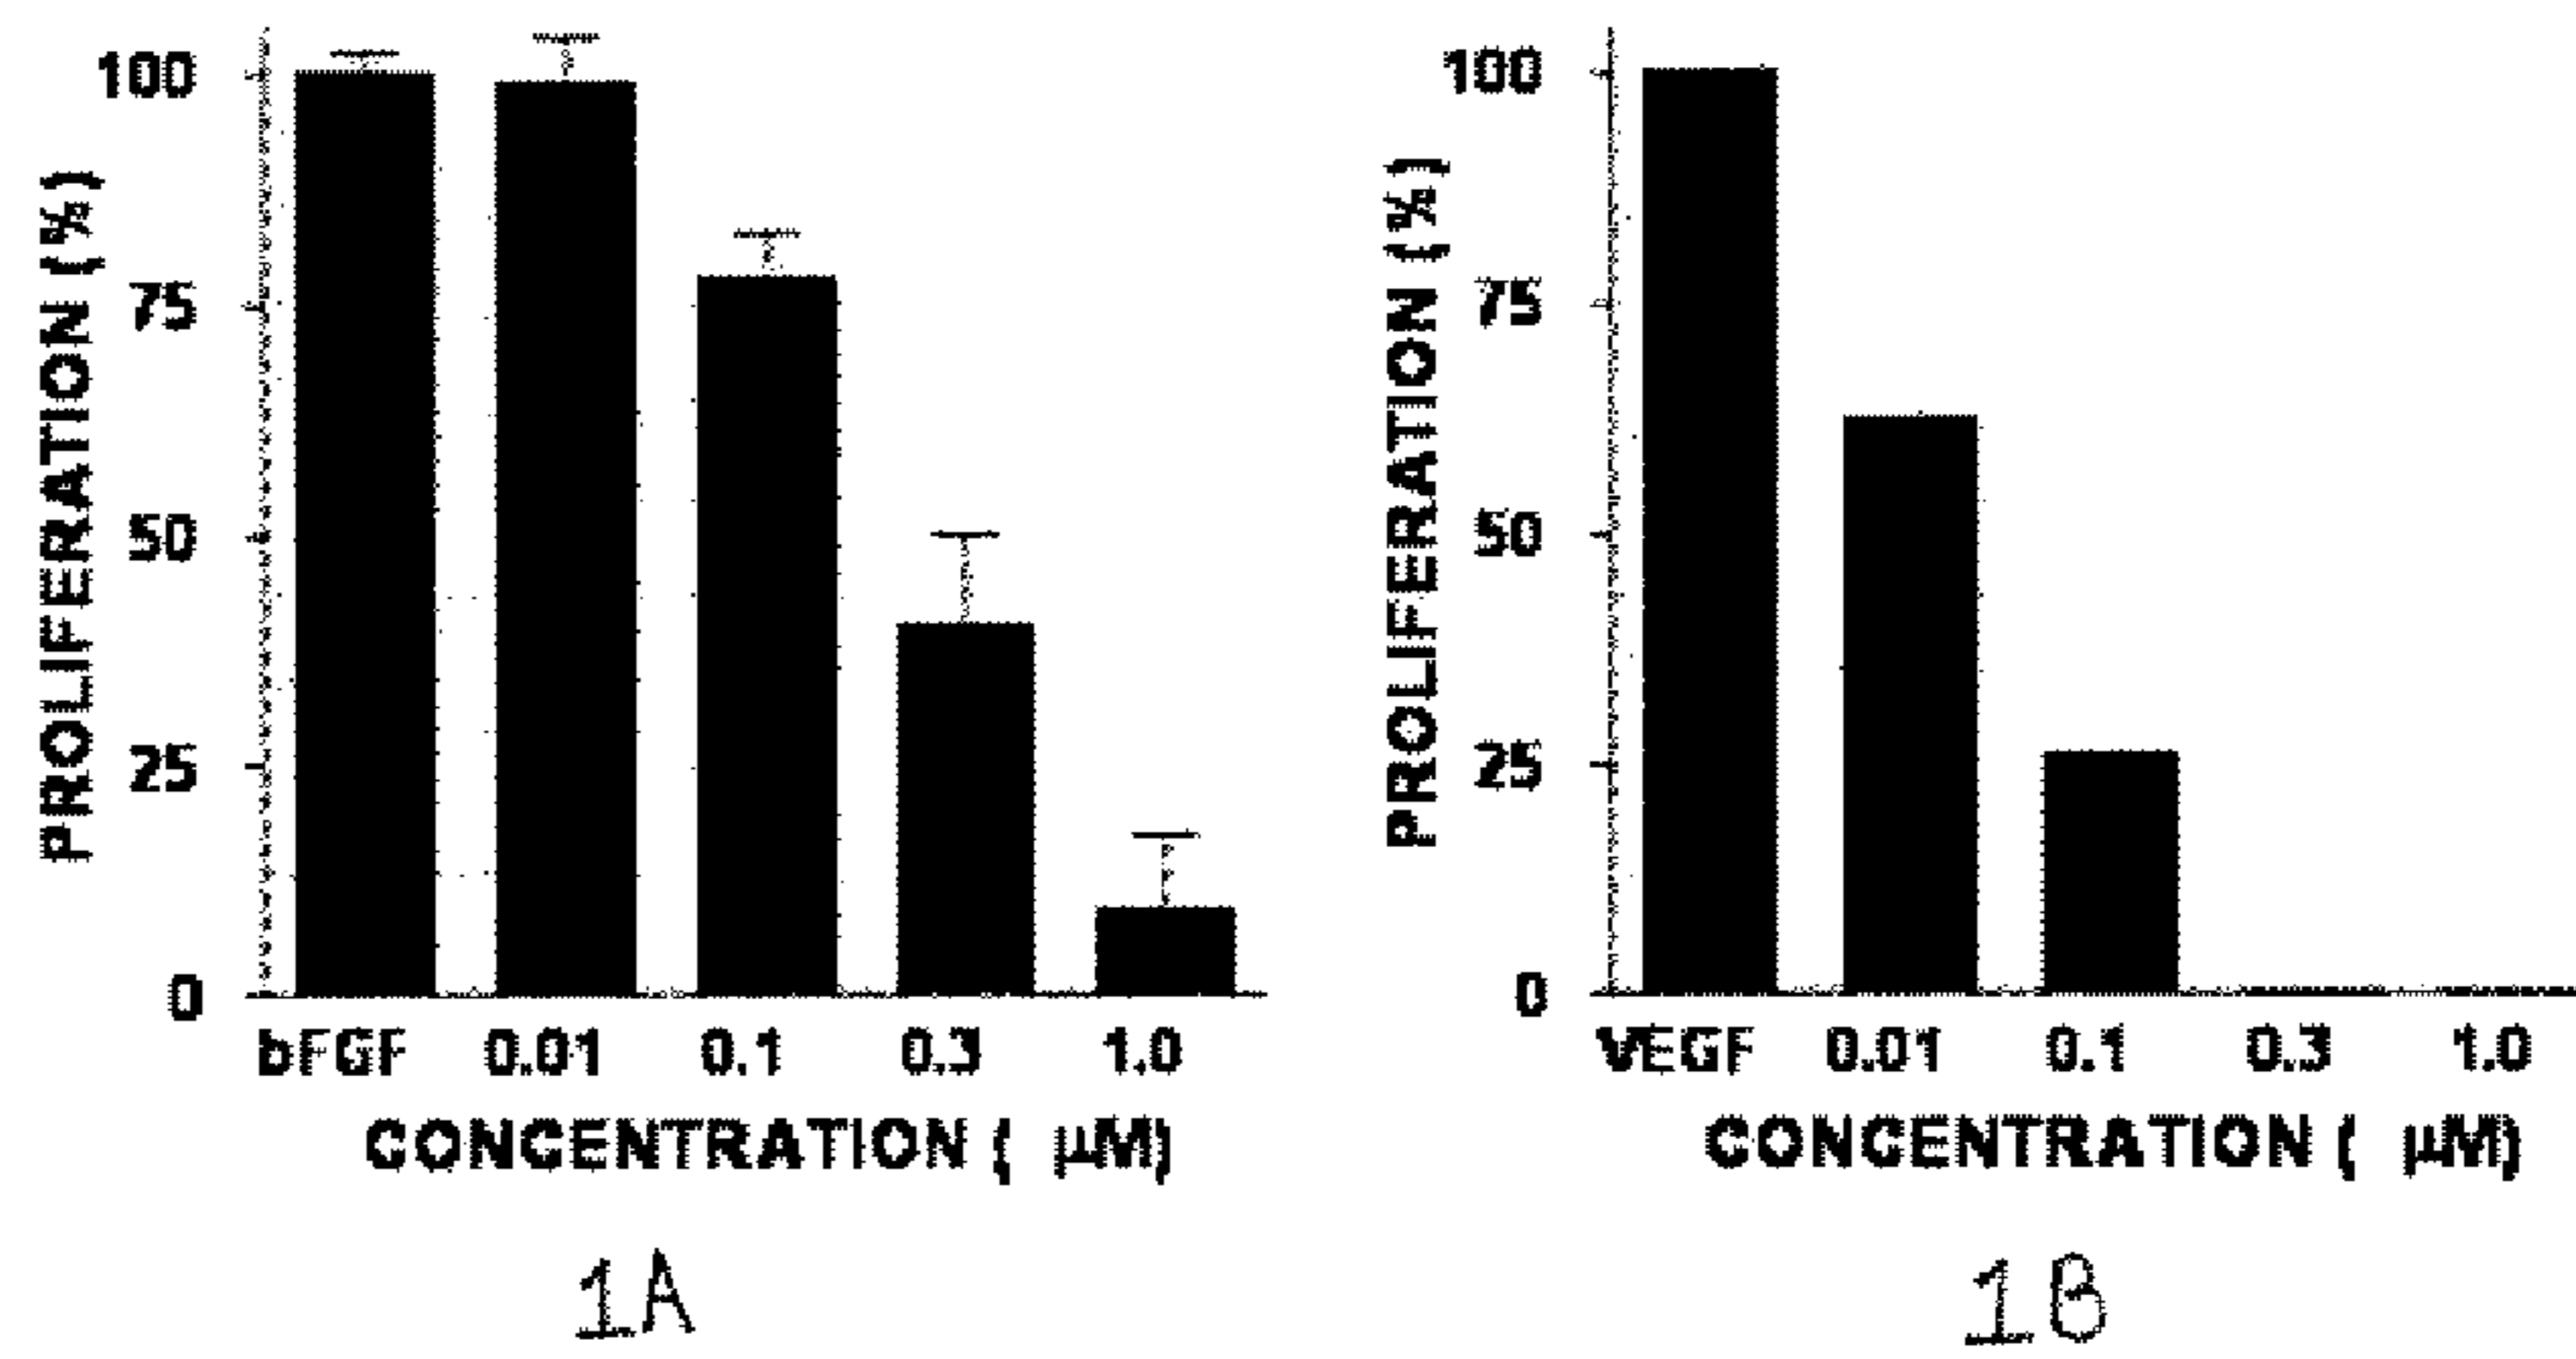 PROLIFERATION (%)
100
75
50
25
0
bFGF 0.01 0.1 0.3 1.0
CONCENTRATION ( µM)
1A
PROLIFERATION (%)
100
75
50
25
0
VEGF 0.01 0.1 0.3 1.0
CONCENTRATION ( µM)
1B